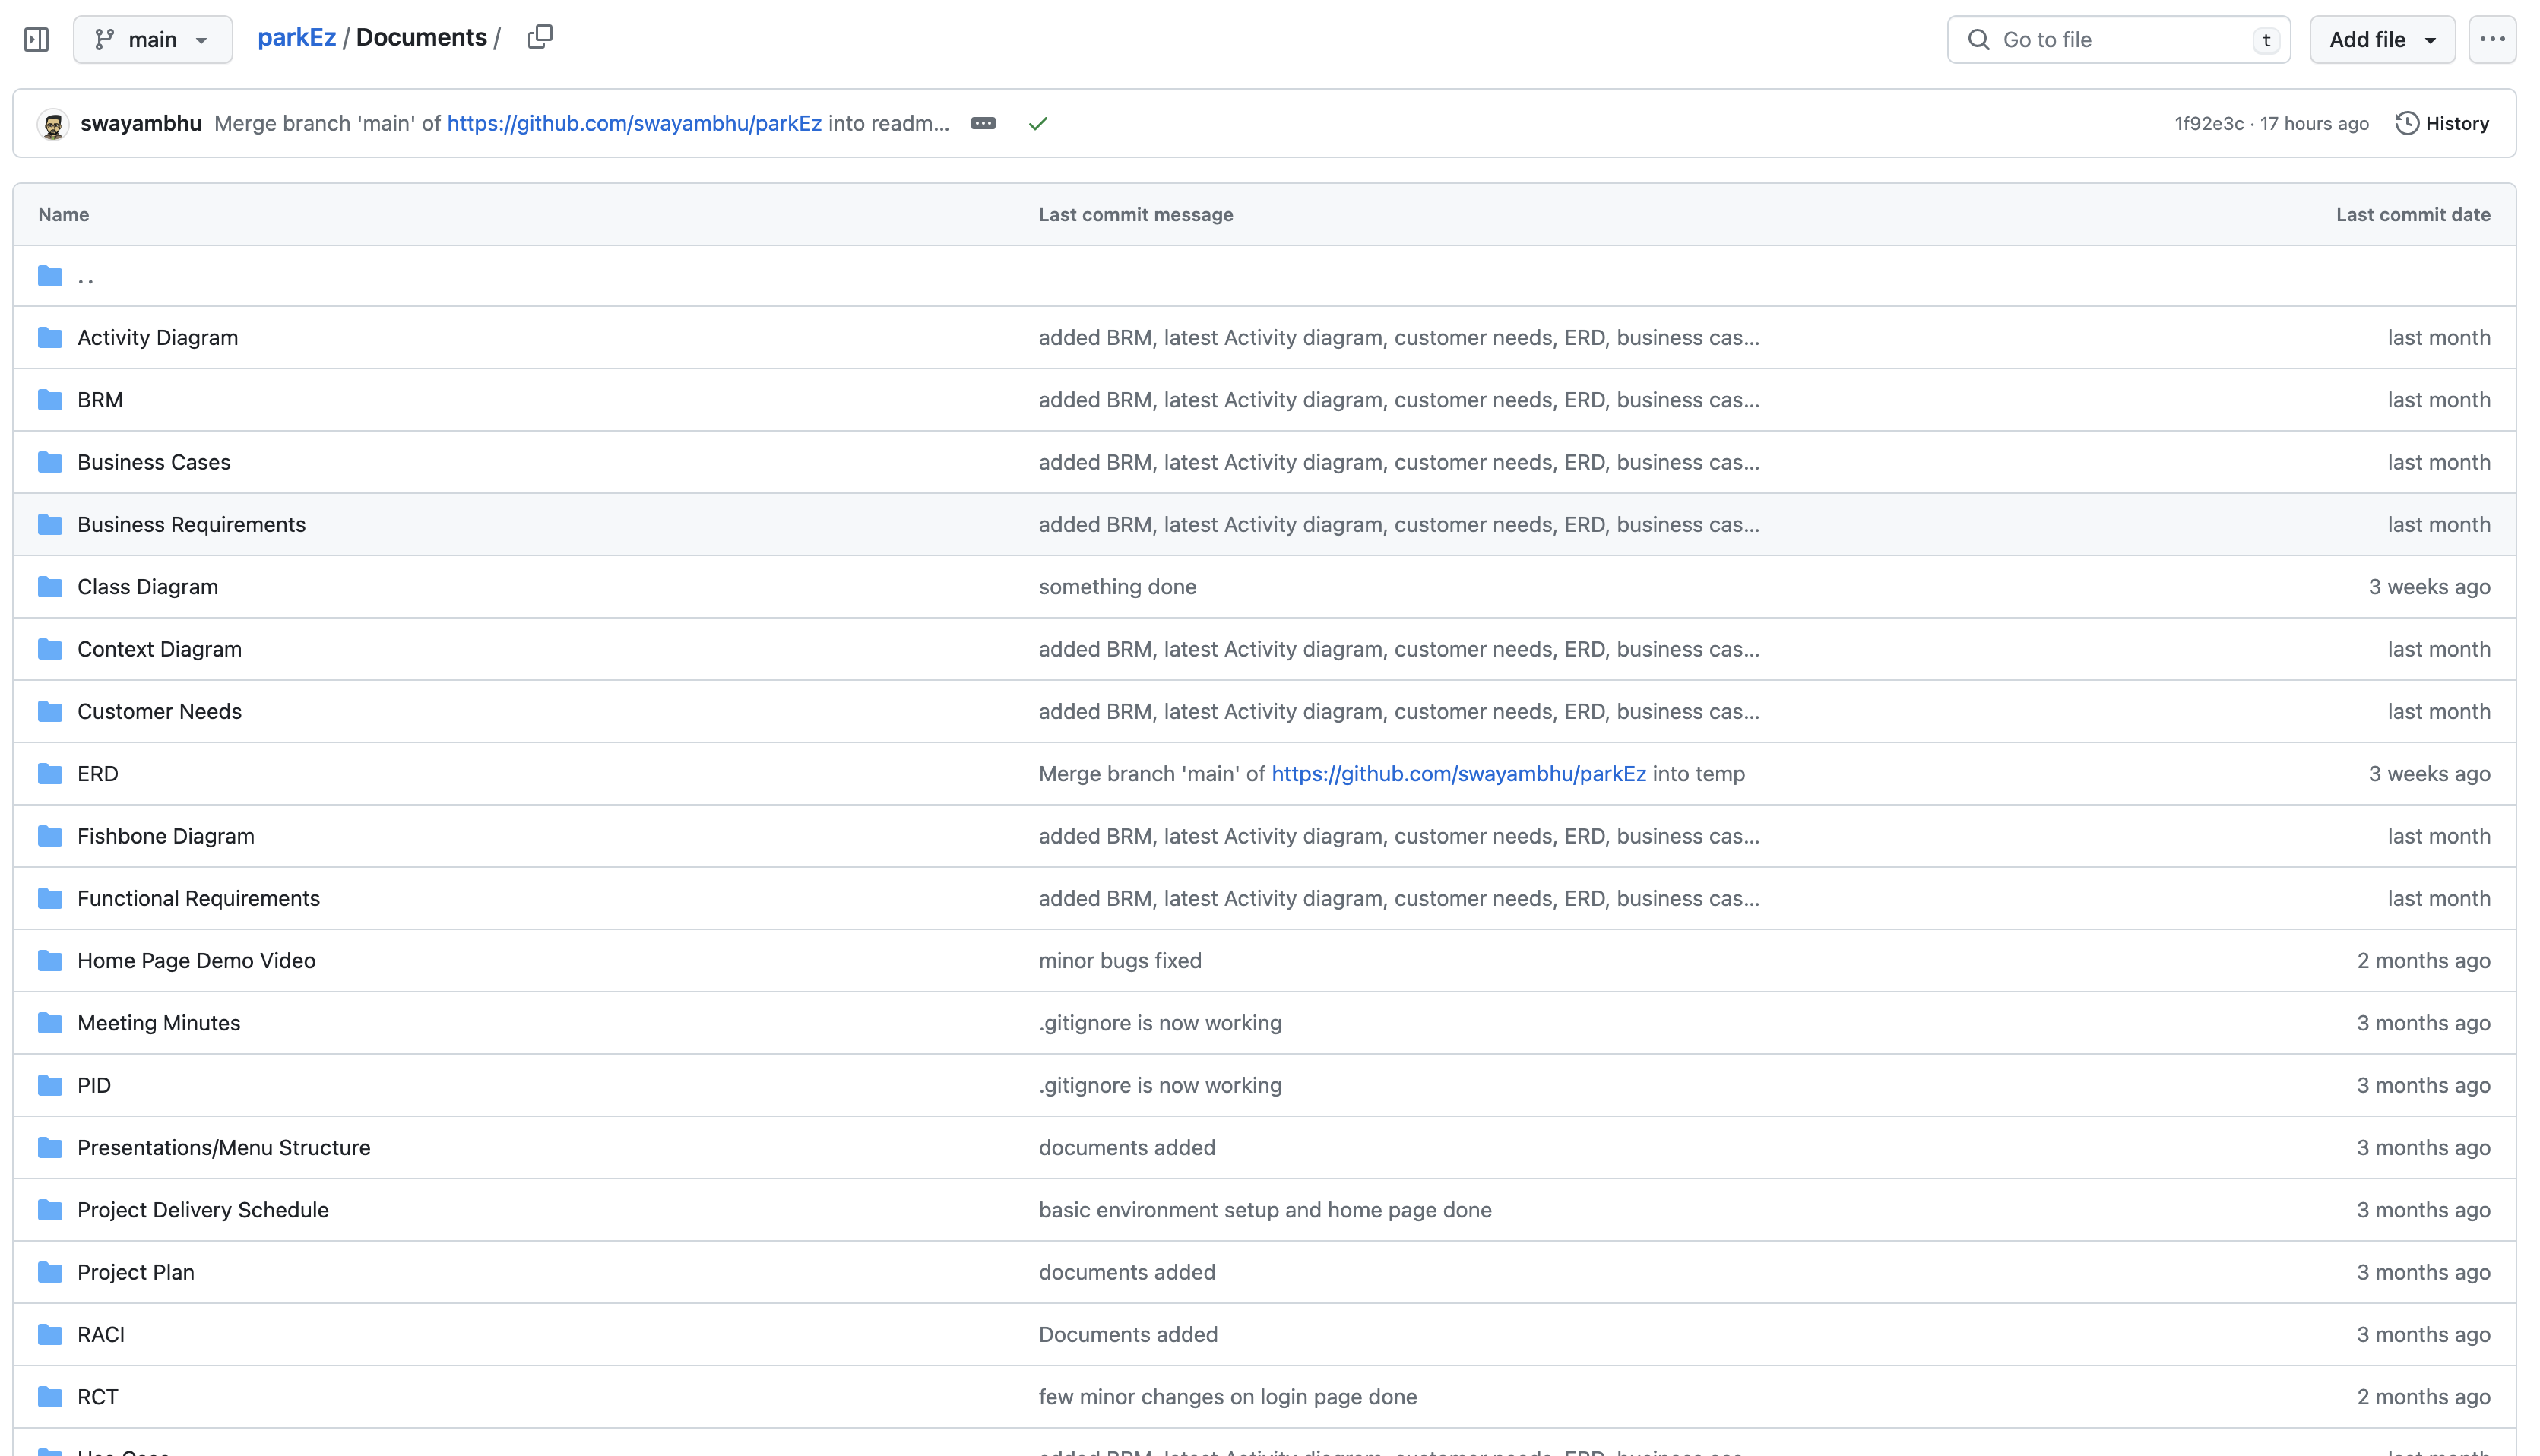 main
parkEz / Documents /
Go to file
t
Add file
swayambhu Merge branch 'main' of https://github.com/swayambhu/parkEz into readm...
1f92e3c · 17 hours ago
History
Name Last commit message Last commit date
..
Activity Diagram added BRM, latest Activity diagram, customer needs, ERD, business cas... last month
BRM added BRM, latest Activity diagram, customer needs, ERD, business cas... last month
Business Cases added BRM, latest Activity diagram, customer needs, ERD, business cas... last month
Business Requirements added BRM, latest Activity diagram, customer needs, ERD, business cas... last month
Class Diagram something done 3 weeks ago
Context Diagram added BRM, latest Activity diagram, customer needs, ERD, business cas... last month
Customer Needs added BRM, latest Activity diagram, customer needs, ERD, business cas... last month
ERD Merge branch 'main' of https://github.com/swayambhu/parkEz into temp 3 weeks ago
Fishbone Diagram added BRM, latest Activity diagram, customer needs, ERD, business cas... last month
Functional Requirements added BRM, latest Activity diagram, customer needs, ERD, business cas... last month
Home Page Demo Video minor bugs fixed 2 months ago
Meeting Minutes .gitignore is now working 3 months ago
PID .gitignore is now working 3 months ago
Presentations/Menu Structure documents added 3 months ago
Project Delivery Schedule basic environment setup and home page done 3 months ago
Project Plan documents added 3 months ago
RACI Documents added 3 months ago
RCT few minor changes on login page done 2 months ago